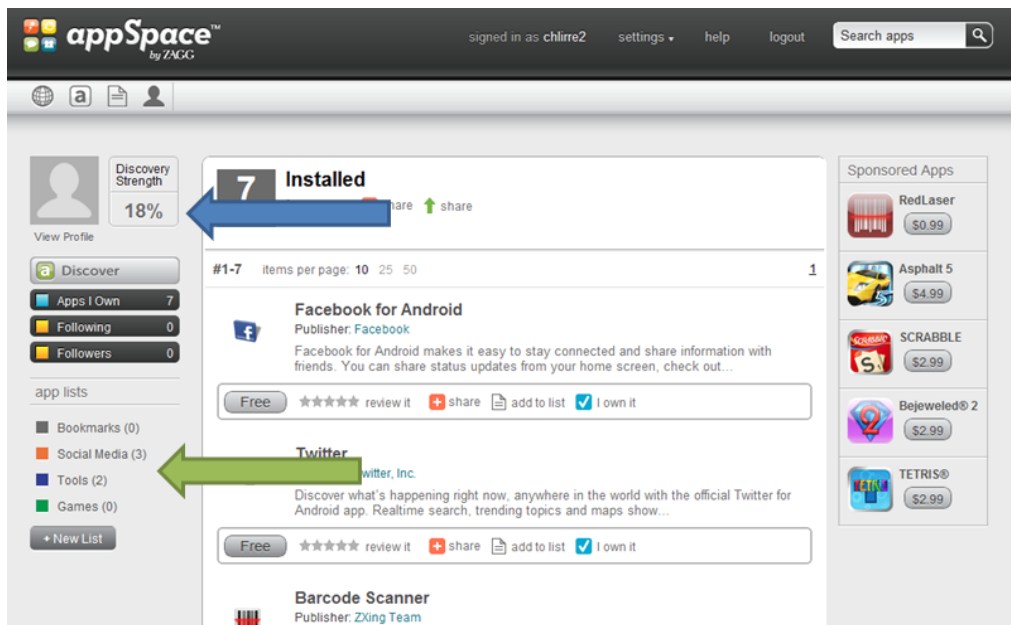 appSpace™
by ZAGG
signed in as chlirre2 settings help logout Search apps
a
Discovery
Strength
18%
View Profile
a Discover
Apps I Own 7
Following 0
Followers 0
app lists
Bookmarks (0)
Social Media (3)
Tools (2)
Games (0)
+ New List
7 Installed
share
#1-7 items per page: 10 25 50 1
Facebook for Android
Publisher: Facebook
Facebook for Android makes it easy to stay connected and share information with
friends. You can share status updates from your home screen, check out...
Free review it share add to list I own it
Twitter
Inc.
Discover what's happening right now, anywhere in the world with the official Twitter for
Android app. Realtime search, trending topics and maps show...
Free review it share add to list I own it
Barcode Scanner
Publisher: ZXing Team
Sponsored Apps
RedLaser
$0.99
Asphalt 5
$4.99
SCRABBLE
$2.99
Bejeweled® 2
$2.99
TETRIS®
$2.99